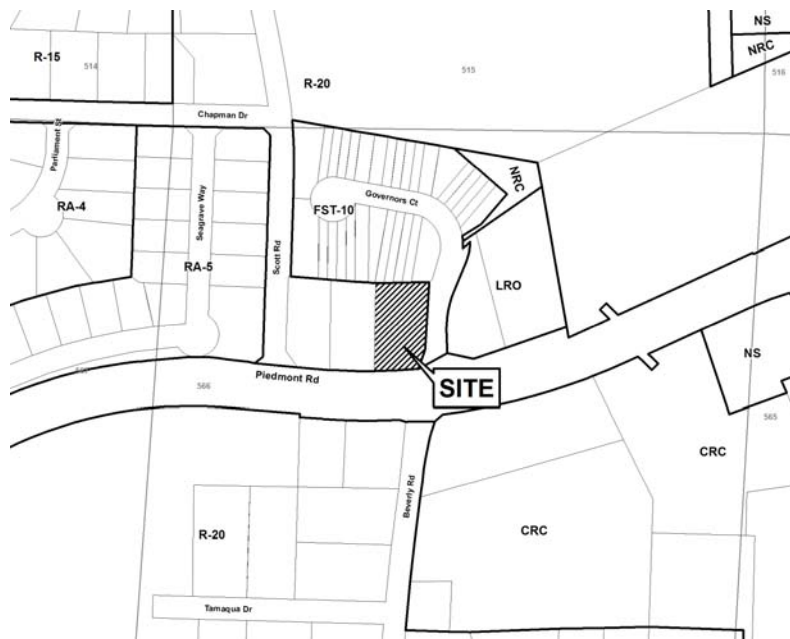 NS
NRC
R-15
514
R-20
515
516
Chapman Dr
Parliament St
NRC
Governors Ct
RA-4
Seagrave Way
FST-10
Scott Rd
RA-5
LRO
NS
Piedmont Rd
566
SITE
565
CRC
Beverly Rd
CRC
R-20
Tamaqua Dr